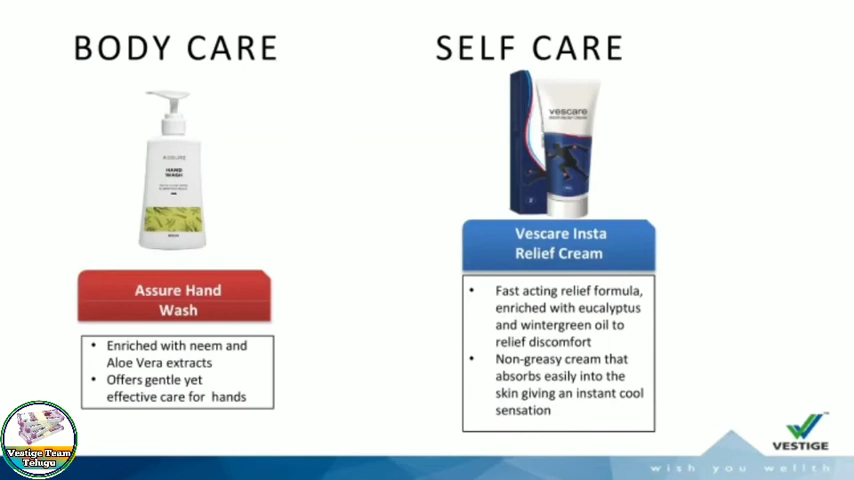 BODY CARE
SELF CARE
ASSURE
HAND
WASH
vescare
Assure Hand
Wash
Enriched with neem and
Aloe Vera extracts
Offers gentle yet
effective care for hands
Vescare Insta
Relief Cream
Fast acting relief formula,
enriched with eucalyptus
and wintergreen oil to
relief discomfort
Non-greasy cream that
absorbs easily into the
skin giving an instant cool
sensation
Vestige Team
Telugu
VESTIGE
wish you wellth